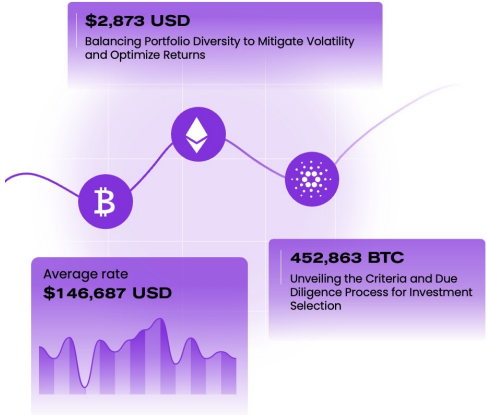 $2,873 USD
Balancing Portfolio Diversity to Mitigate Volatility
and Optimize Returns
Average rate
$146,687 USD
452,863 BTC
Unveiling the Criteria and Due
Diligence Process for Investment
Selection